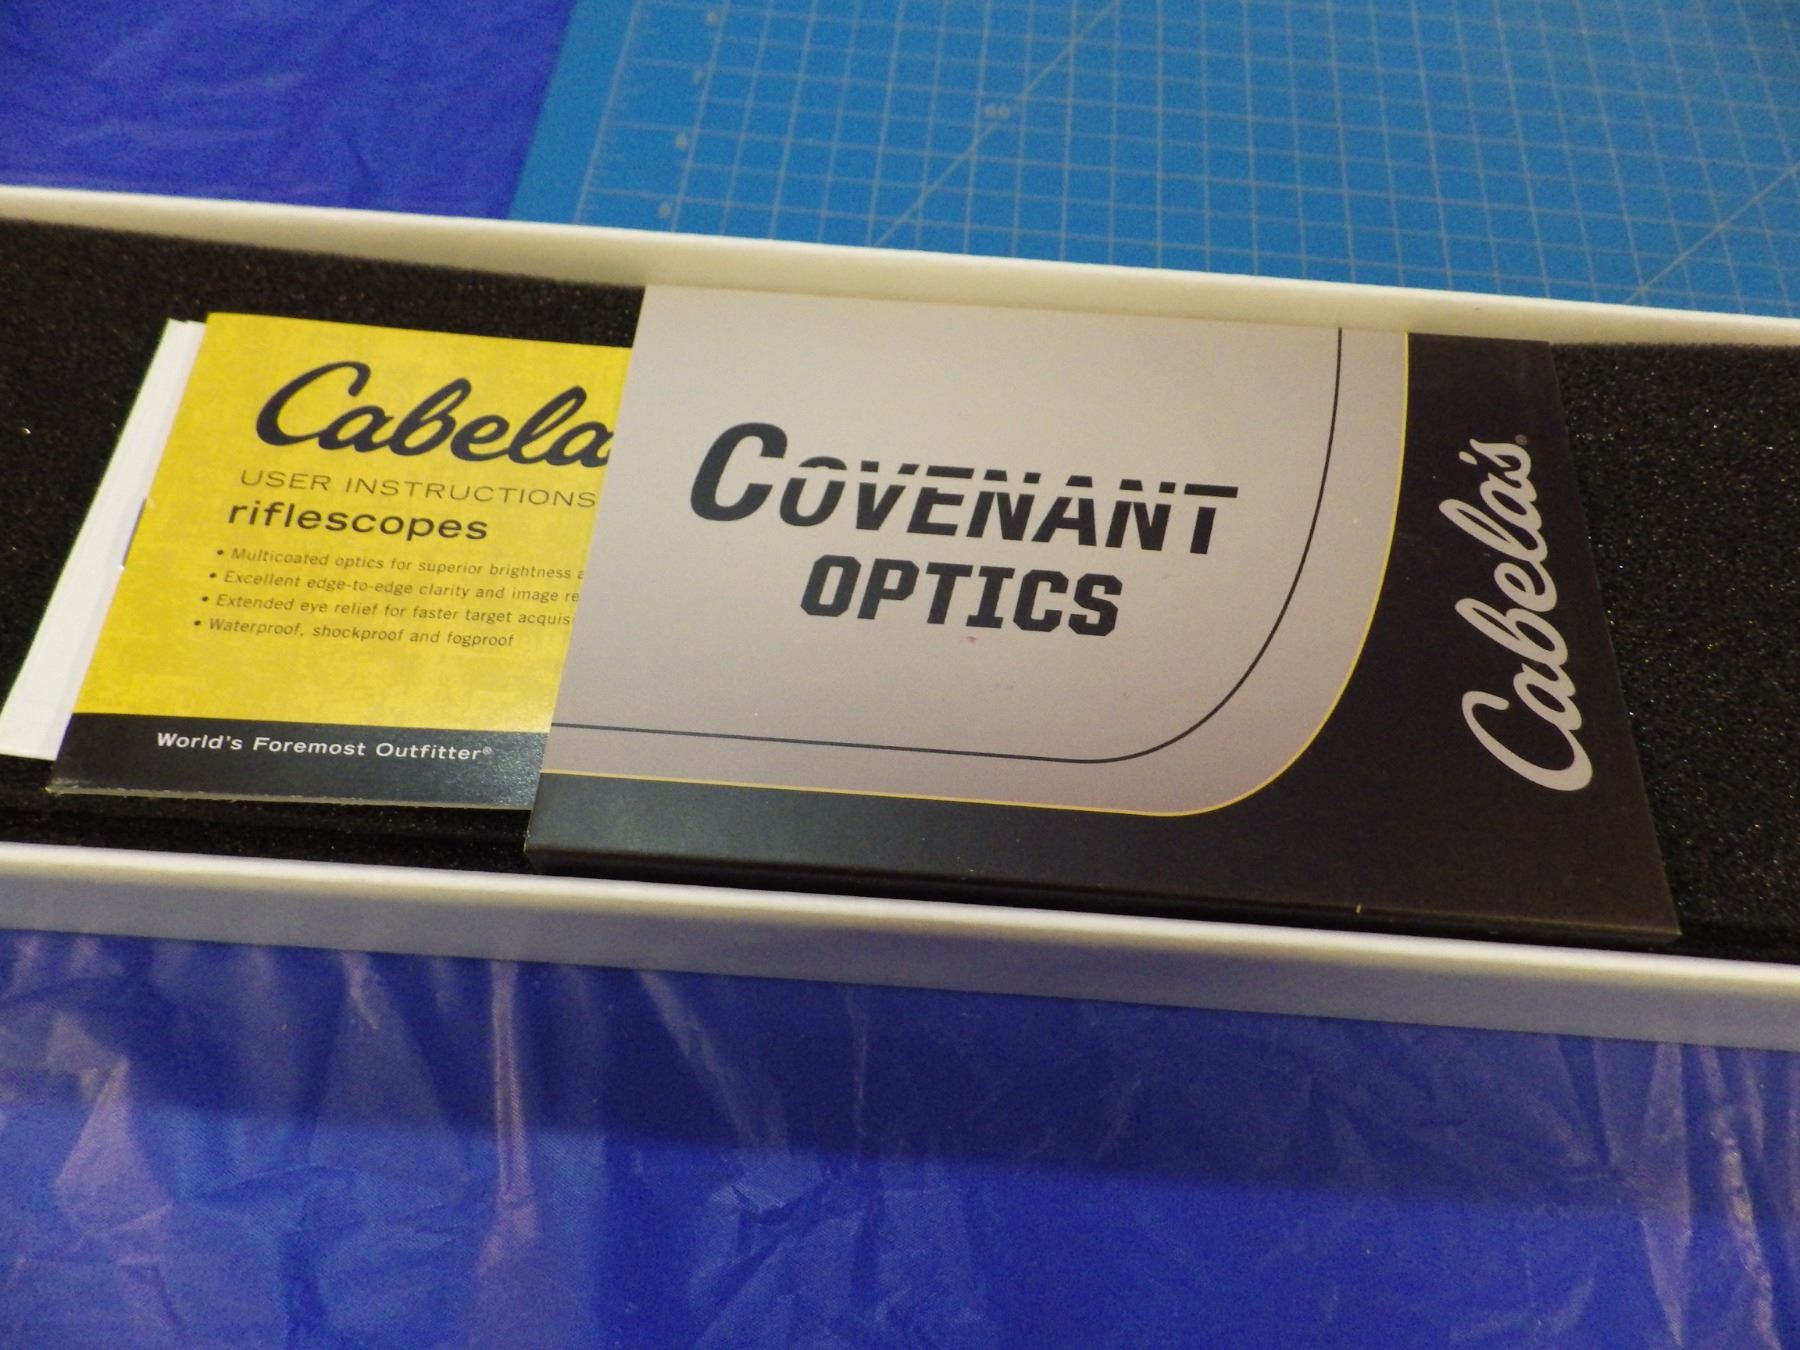 Cabela
USER INSTRUCTIONS
riflescopes
• Multicoated optics for superior brightness a
• Excellent edge-to-edge clarity and image re
• Extended eye relief for faster target acquis
• Waterproof, shockproof and fogproof
World's Foremost Outfitter®
COVENANT
OPTICS
Cabela's®